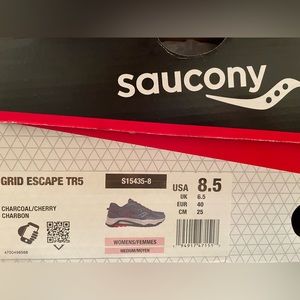 saucony
GRID ESCAPE TR5
S15435-8
USA 8.5
UK 6.5
EUR 40
CM 25
CHARCOAL/CHERRY
CHARBON
WOMENS/FEMMES
MEDIUM/MOYEN